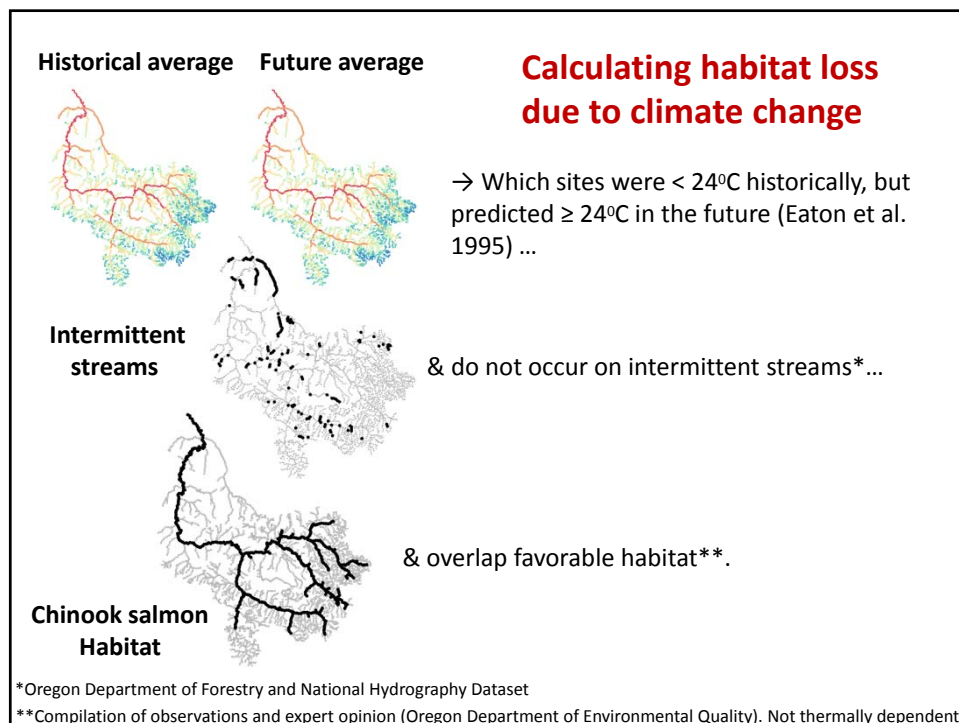 Historical average Future average
Calculating habitat loss
due to climate change
→ Which sites were < 24⁰C historically, but
predicted ≥ 24⁰C in the future (Eaton et al.
1995) …
Intermittent
streams
& do not occur on intermittent streams*…
& overlap favorable habitat**.
Chinook salmon
Habitat
*Oregon Department of Forestry and National Hydrography Dataset
**Compilation of observations and expert opinion (Oregon Department of Environmental Quality). Not thermally dependent